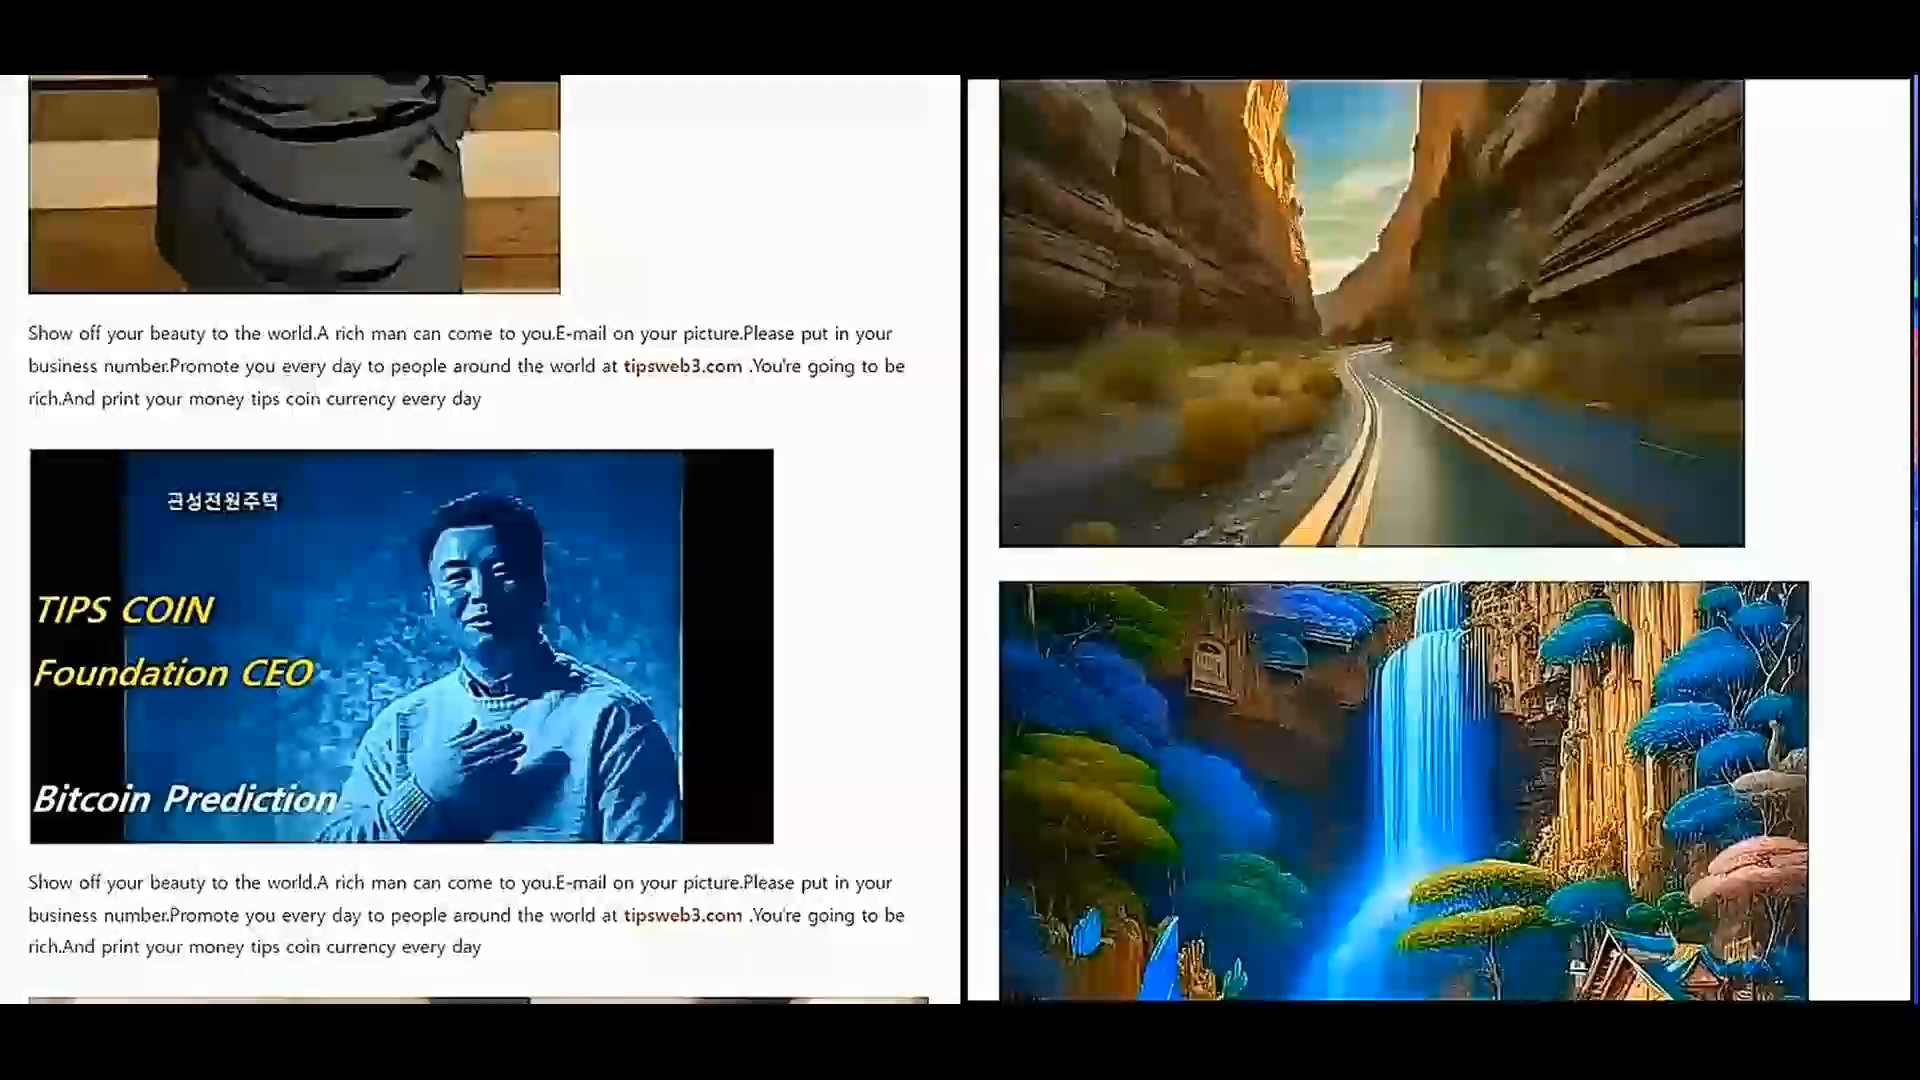 Show off your beauty to the world.A rich man can come to you.E-mail on your picture.Please put in your
business number.Promote you every day to people around the world at tipsweb3.com .You're going to be
rich.And print your money tips coin currency every day
관성전원주택
TIPS COIN
Foundation CEO
Bitcoin Prediction
Show off your beauty to the world.A rich man can come to you.E-mail on your picture.Please put in your
business number.Promote you every day to people around the world at tipsweb3.com .You're going to be
rich.And print your money tips coin currency every day